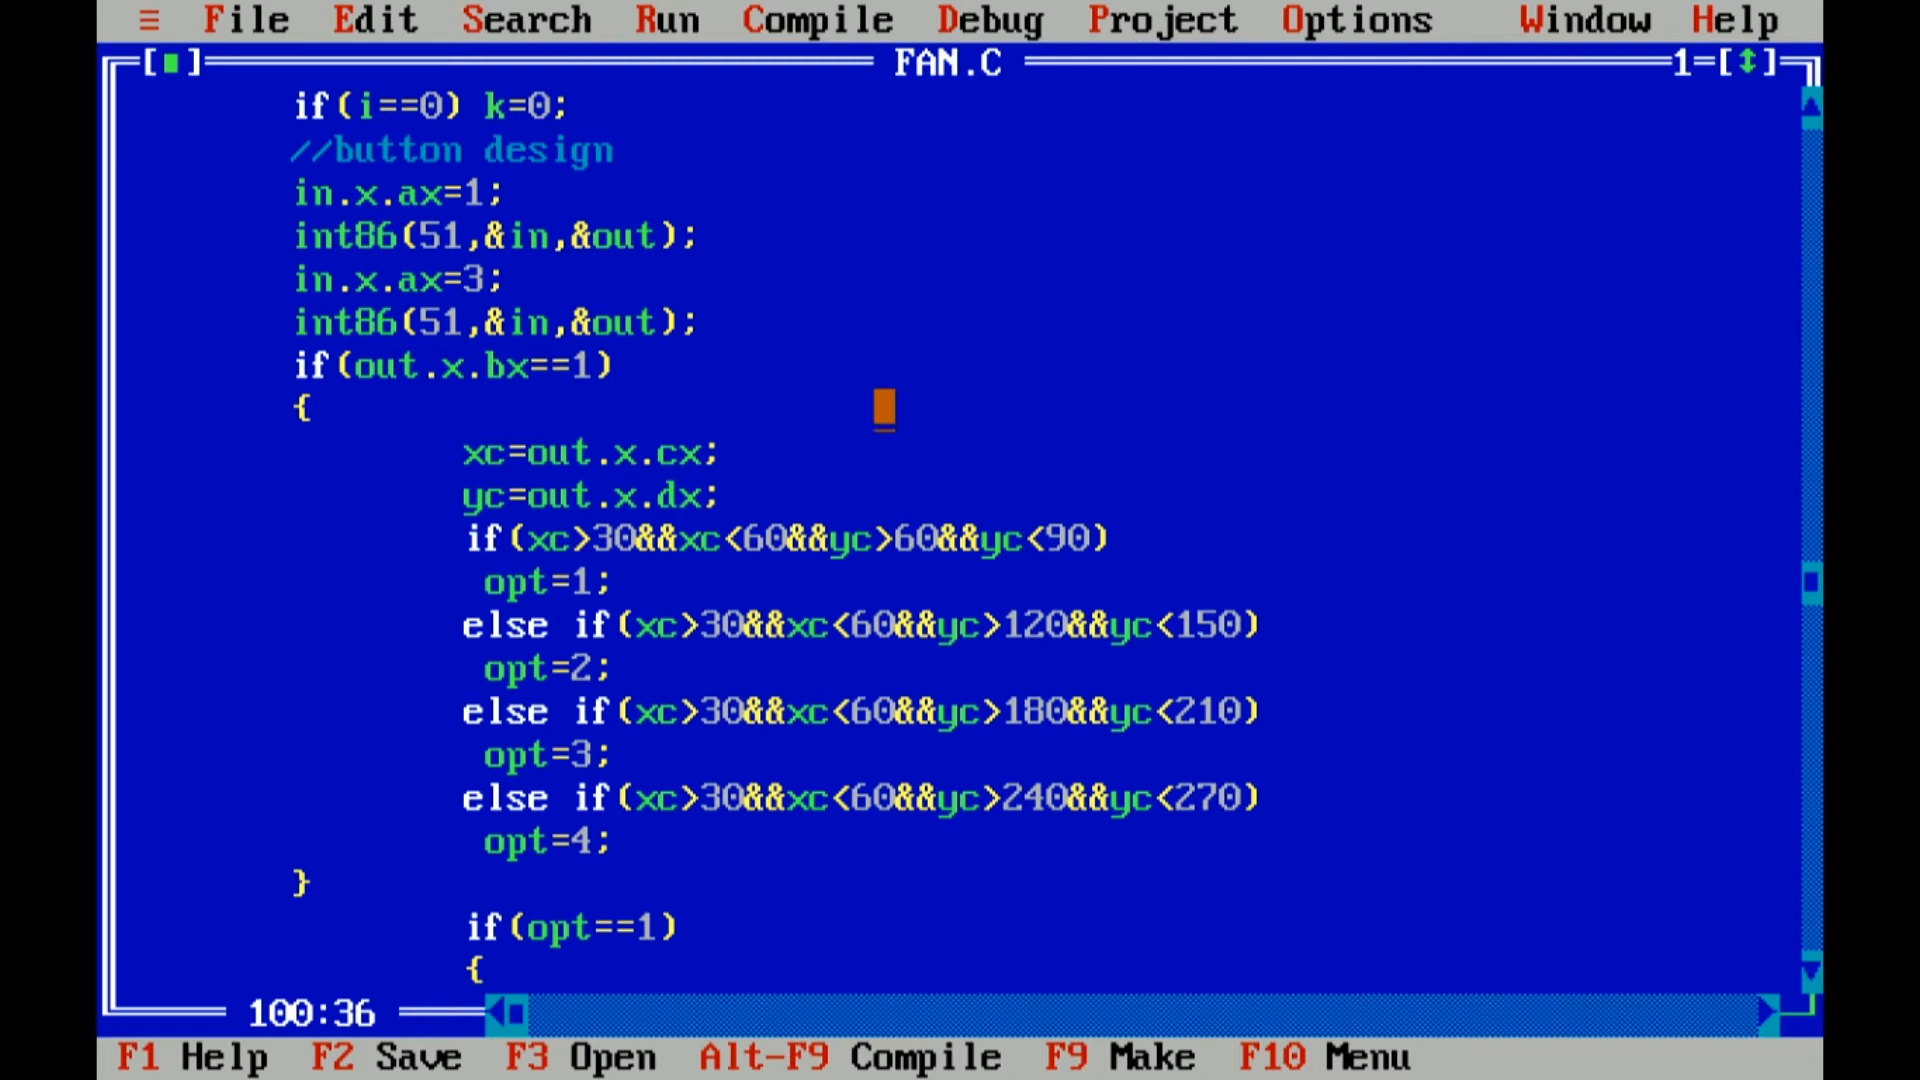 ≡ File Edit Search Run Compile Debug Project Options Window Help
[■] FAN.C 1=[↕]
if(i==0) k=0;
//button design
in.x.ax=1;
int86(51,&in,&out);
in.x.ax=3;
int86(51,&in,&out);
if(out.x.bx==1)
{
xc=out.x.cx;
yc=out.x.dx;
if(xc>30&&xc<60&&yc>60&&yc<90)
opt=1;
else if(xc>30&&xc<60&&yc>120&&yc<150)
opt=2;
else if(xc>30&&xc<60&&yc>180&&yc<210)
opt=3;
else if(xc>30&&xc<60&&yc>240&&yc<270)
opt=4;
}
if(opt==1)
{
100:36
F1 Help F2 Save F3 Open Alt-F9 Compile F9 Make F10 Menu